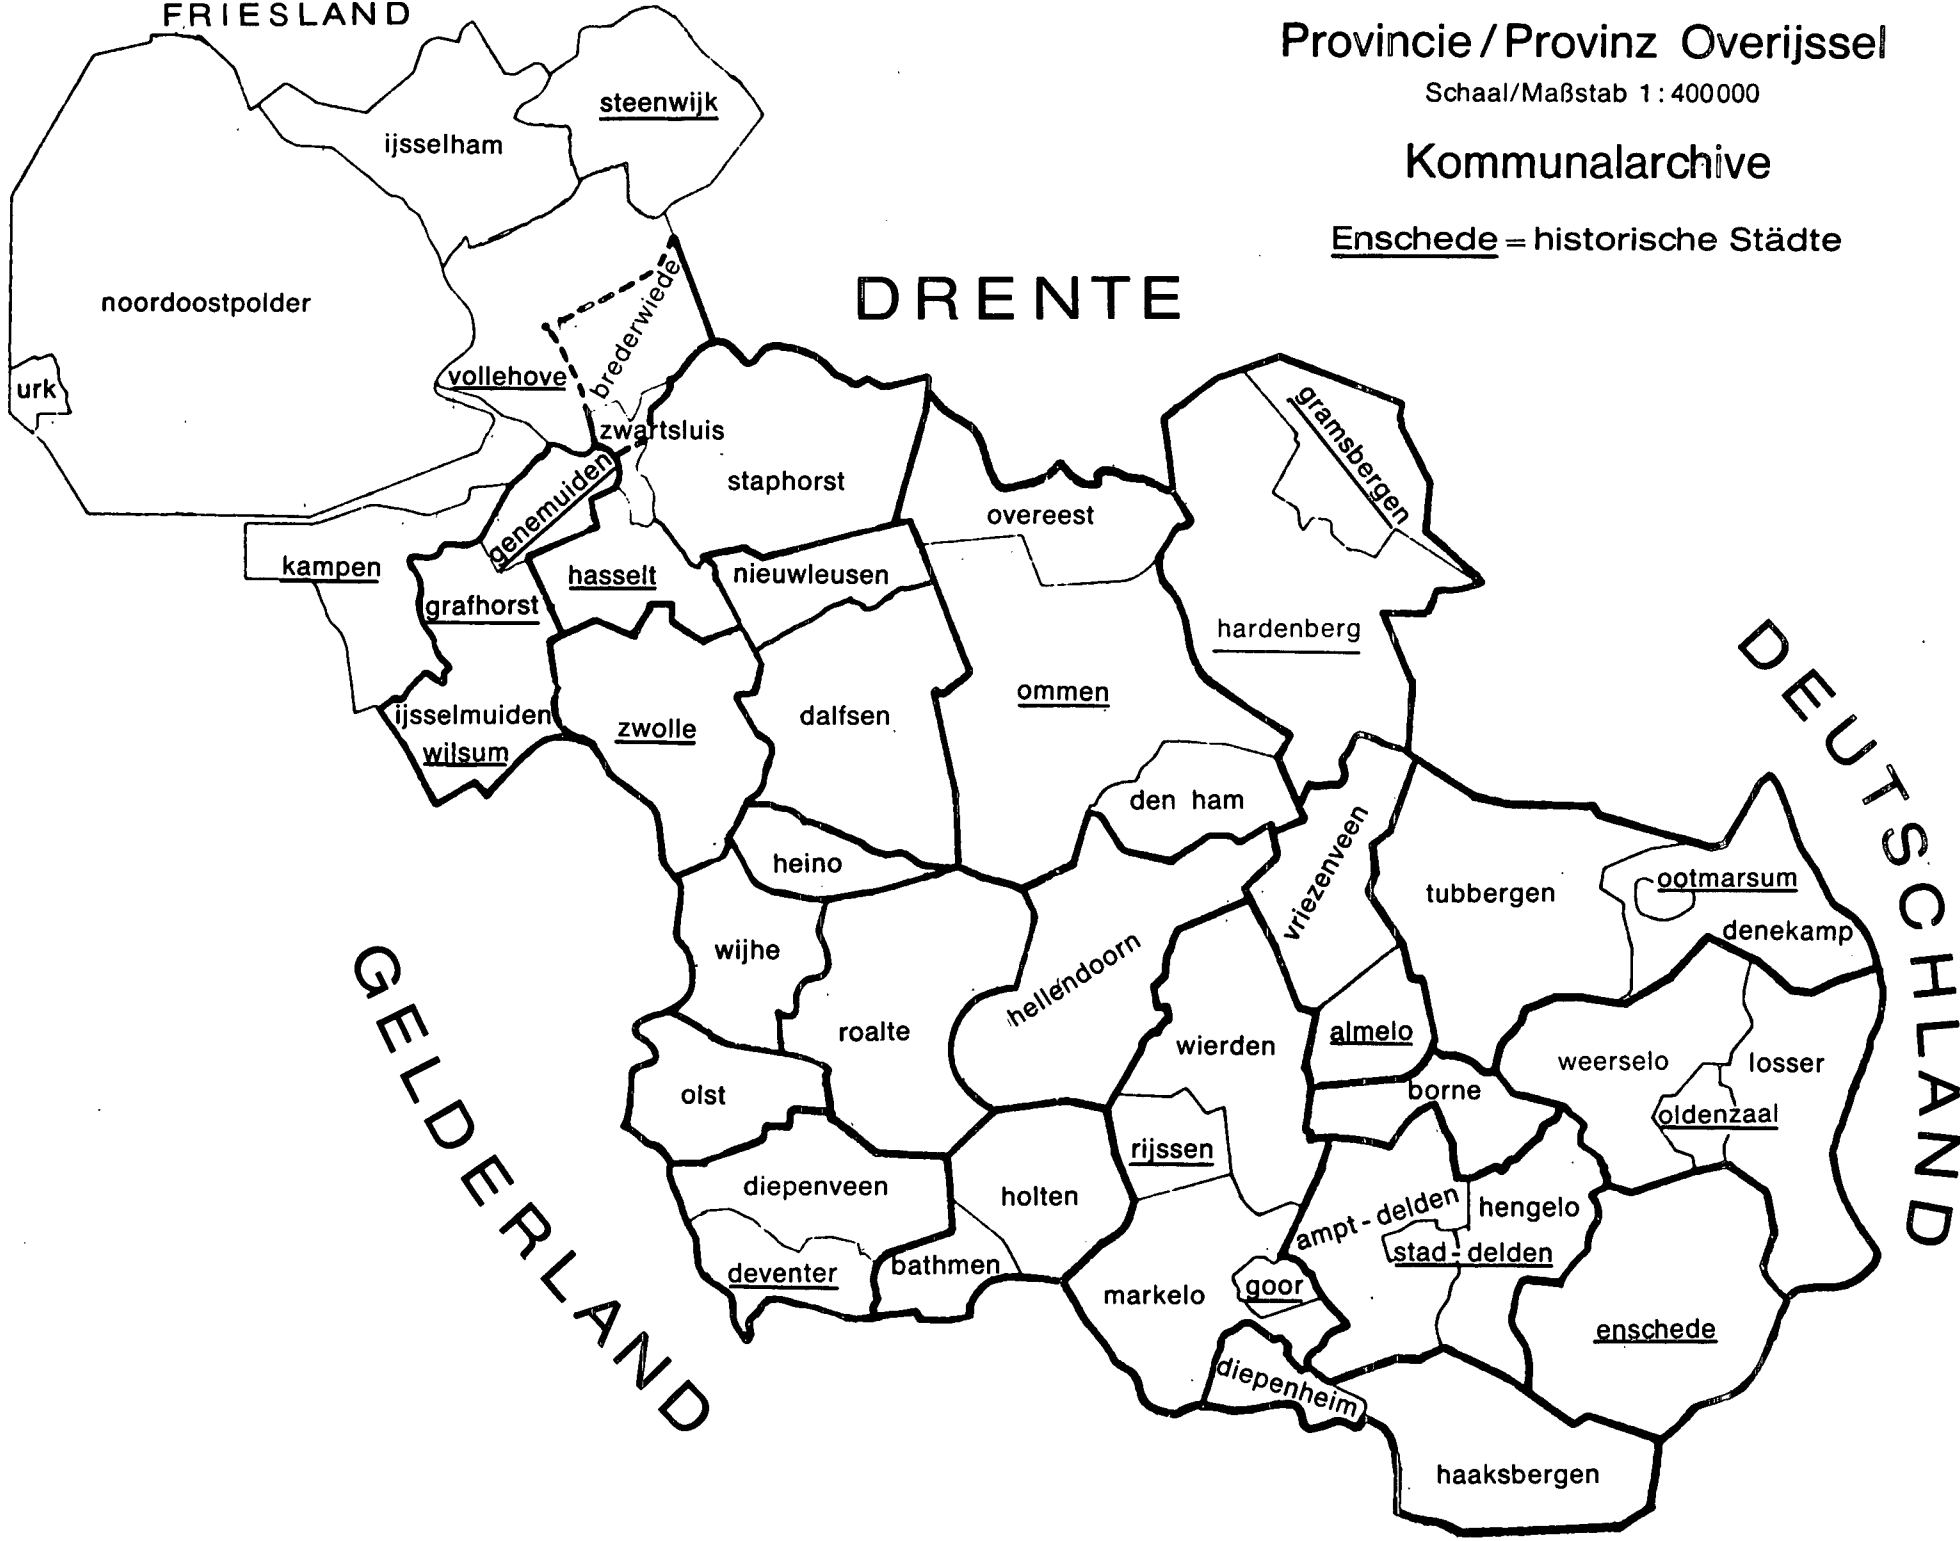 FRIESLAND
Provincie/Provinz Overijssel
Schaal/Maßstab 1:400000
Kommunalarchive
Enschede = historische Städte
steenwijk
ijsselham
noordoostpolder
DRENTE
brederwiede
urk
vollehove
zwartsluis
gramsbergen
staphorst
genemuiden
overeest
kampen
hasselt
nieuwleusen
grafhorst
hardenberg
DEUTSCHLAND
ommen
ijsselmuiden
dalfsen
zwolle
wilsum
den ham
vriezenveen
heino
ootmarsum
tubbergen
denekamp
wijhe
GELDERLAND
hellendoorn
roalte
almelo
wierden
weerselo
losser
olst
borne
oldenzaal
rijssen
diepenveen
holten
ampt-delden
hengelo
stad-delden
bathmen
deventer
markelo
goor
enschede
diepenheim
haaksbergen